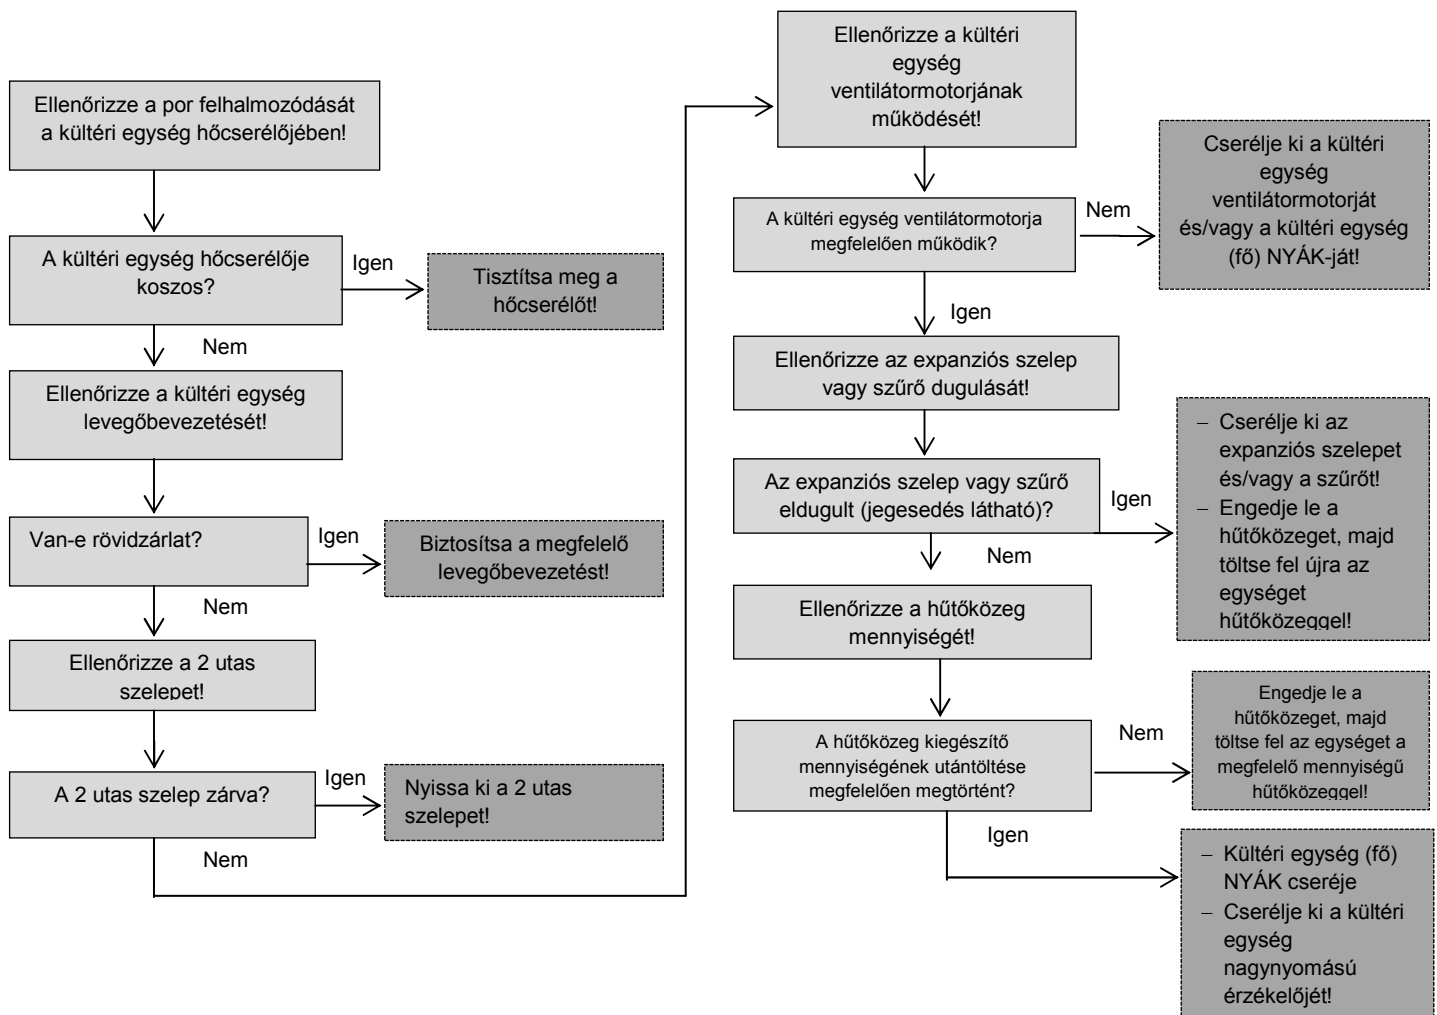 Ellenőrizze a por felhalmozódását
a kültéri egység hőcserélőjében!
A kültéri egység hőcserélője
koszos?
Igen
Tisztítsa meg a
hőcserélőt!
Nem
Ellenőrizze a kültéri egység
levegőbevezetését!
Van-e rövidzárlat?
Igen
Biztosítsa a megfelelő
levegőbevezetést!
Nem
Ellenőrizze a 2 utas
szelepet!
A 2 utas szelep zárva?
Igen
Nyissa ki a 2 utas
szelepet!
Nem
Ellenőrizze a kültéri
egység
ventilátormotorjának
működését!
A kültéri egység ventilátormotorja
megfelelően működik?
Nem
Cserélje ki a kültéri
egység
ventilátormotorját
és/vagy a kültéri egység
(fő) NYÁK-ját!
Igen
Ellenőrizze az expanziós szelep
vagy szűrő dugulását!
Az expanziós szelep vagy szűrő
eldugult (jegesedés látható)?
Igen
– Cserélje ki az
expanziós szelepet
és/vagy a szűrőt!
– Engedje le a
hűtőközeget, majd
töltse fel újra az
egységet
hűtőközeggel!
Nem
Ellenőrizze a hűtőközeg
mennyiségét!
A hűtőközeg kiegészítő
mennyiségének utántöltése
megfelelően megtörtént?
Nem
Engedje le a
hűtőközeget, majd
töltse fel az egységet a
megfelelő mennyiségű
hűtőközeggel!
Igen
– Kültéri egység (fő)
NYÁK cseréje
– Cserélje ki a kültéri
egység
nagynyomású
érzékelőjét!